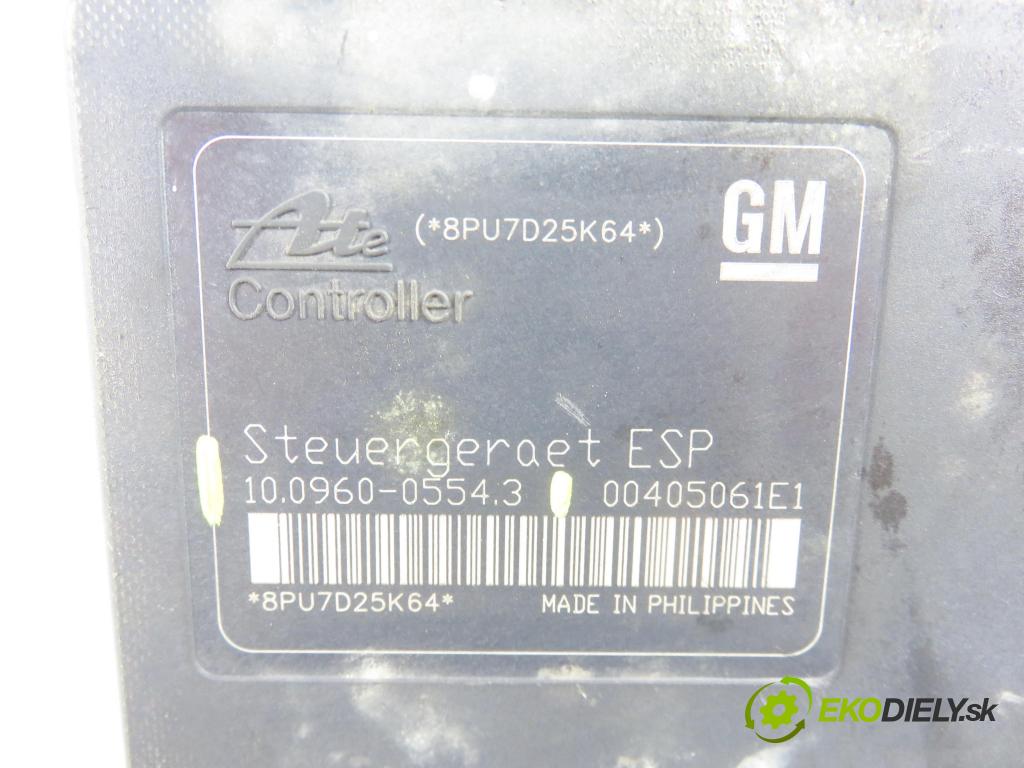 Ate (*8PU7D25K64*) GM
Controller
Steuergeraet ESP
10.0960-0554.3 00405061E1
*8PU7D25K64* MADE IN PHILIPPINES
EKODIELY.sk